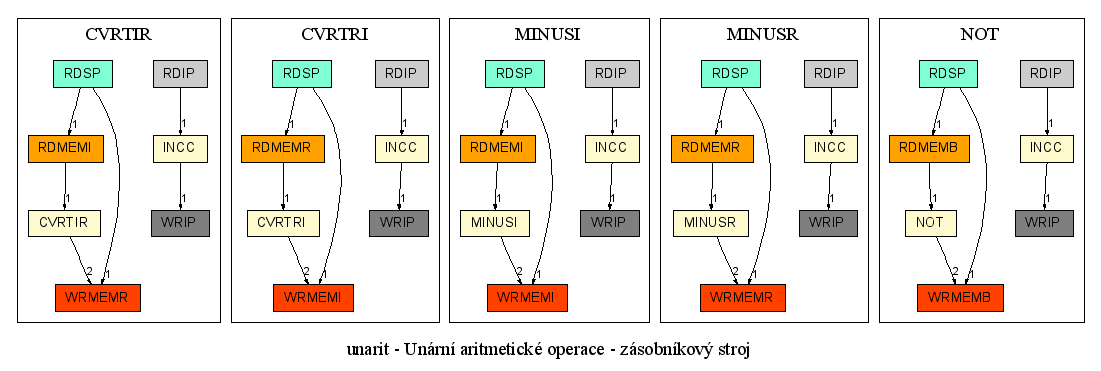 CVRTIR CVRTRI MINUSI MINUSR NOT
RDSP RDIP RDSP RDIP RDSP RDIP RDSP RDIP RDSP RDIP
1 1 1 1 1 1 1 1 1 1
RDMEMI INCC RDMEMR INCC RDMEMI INCC RDMEMR INCC RDMEMB INCC
1 1 1 1 1 1 1 1 1 1
CVRTIR WRIP CVRTRI WRIP MINUSI WRIP MINUSR WRIP NOT WRIP
2 1 2 1 2 1 2 1 2 1
WRMEMR WRMEMI WRMEMI WRMEMR WRMEMB
unarit - Unární aritmetické operace - zásobníkový stroj